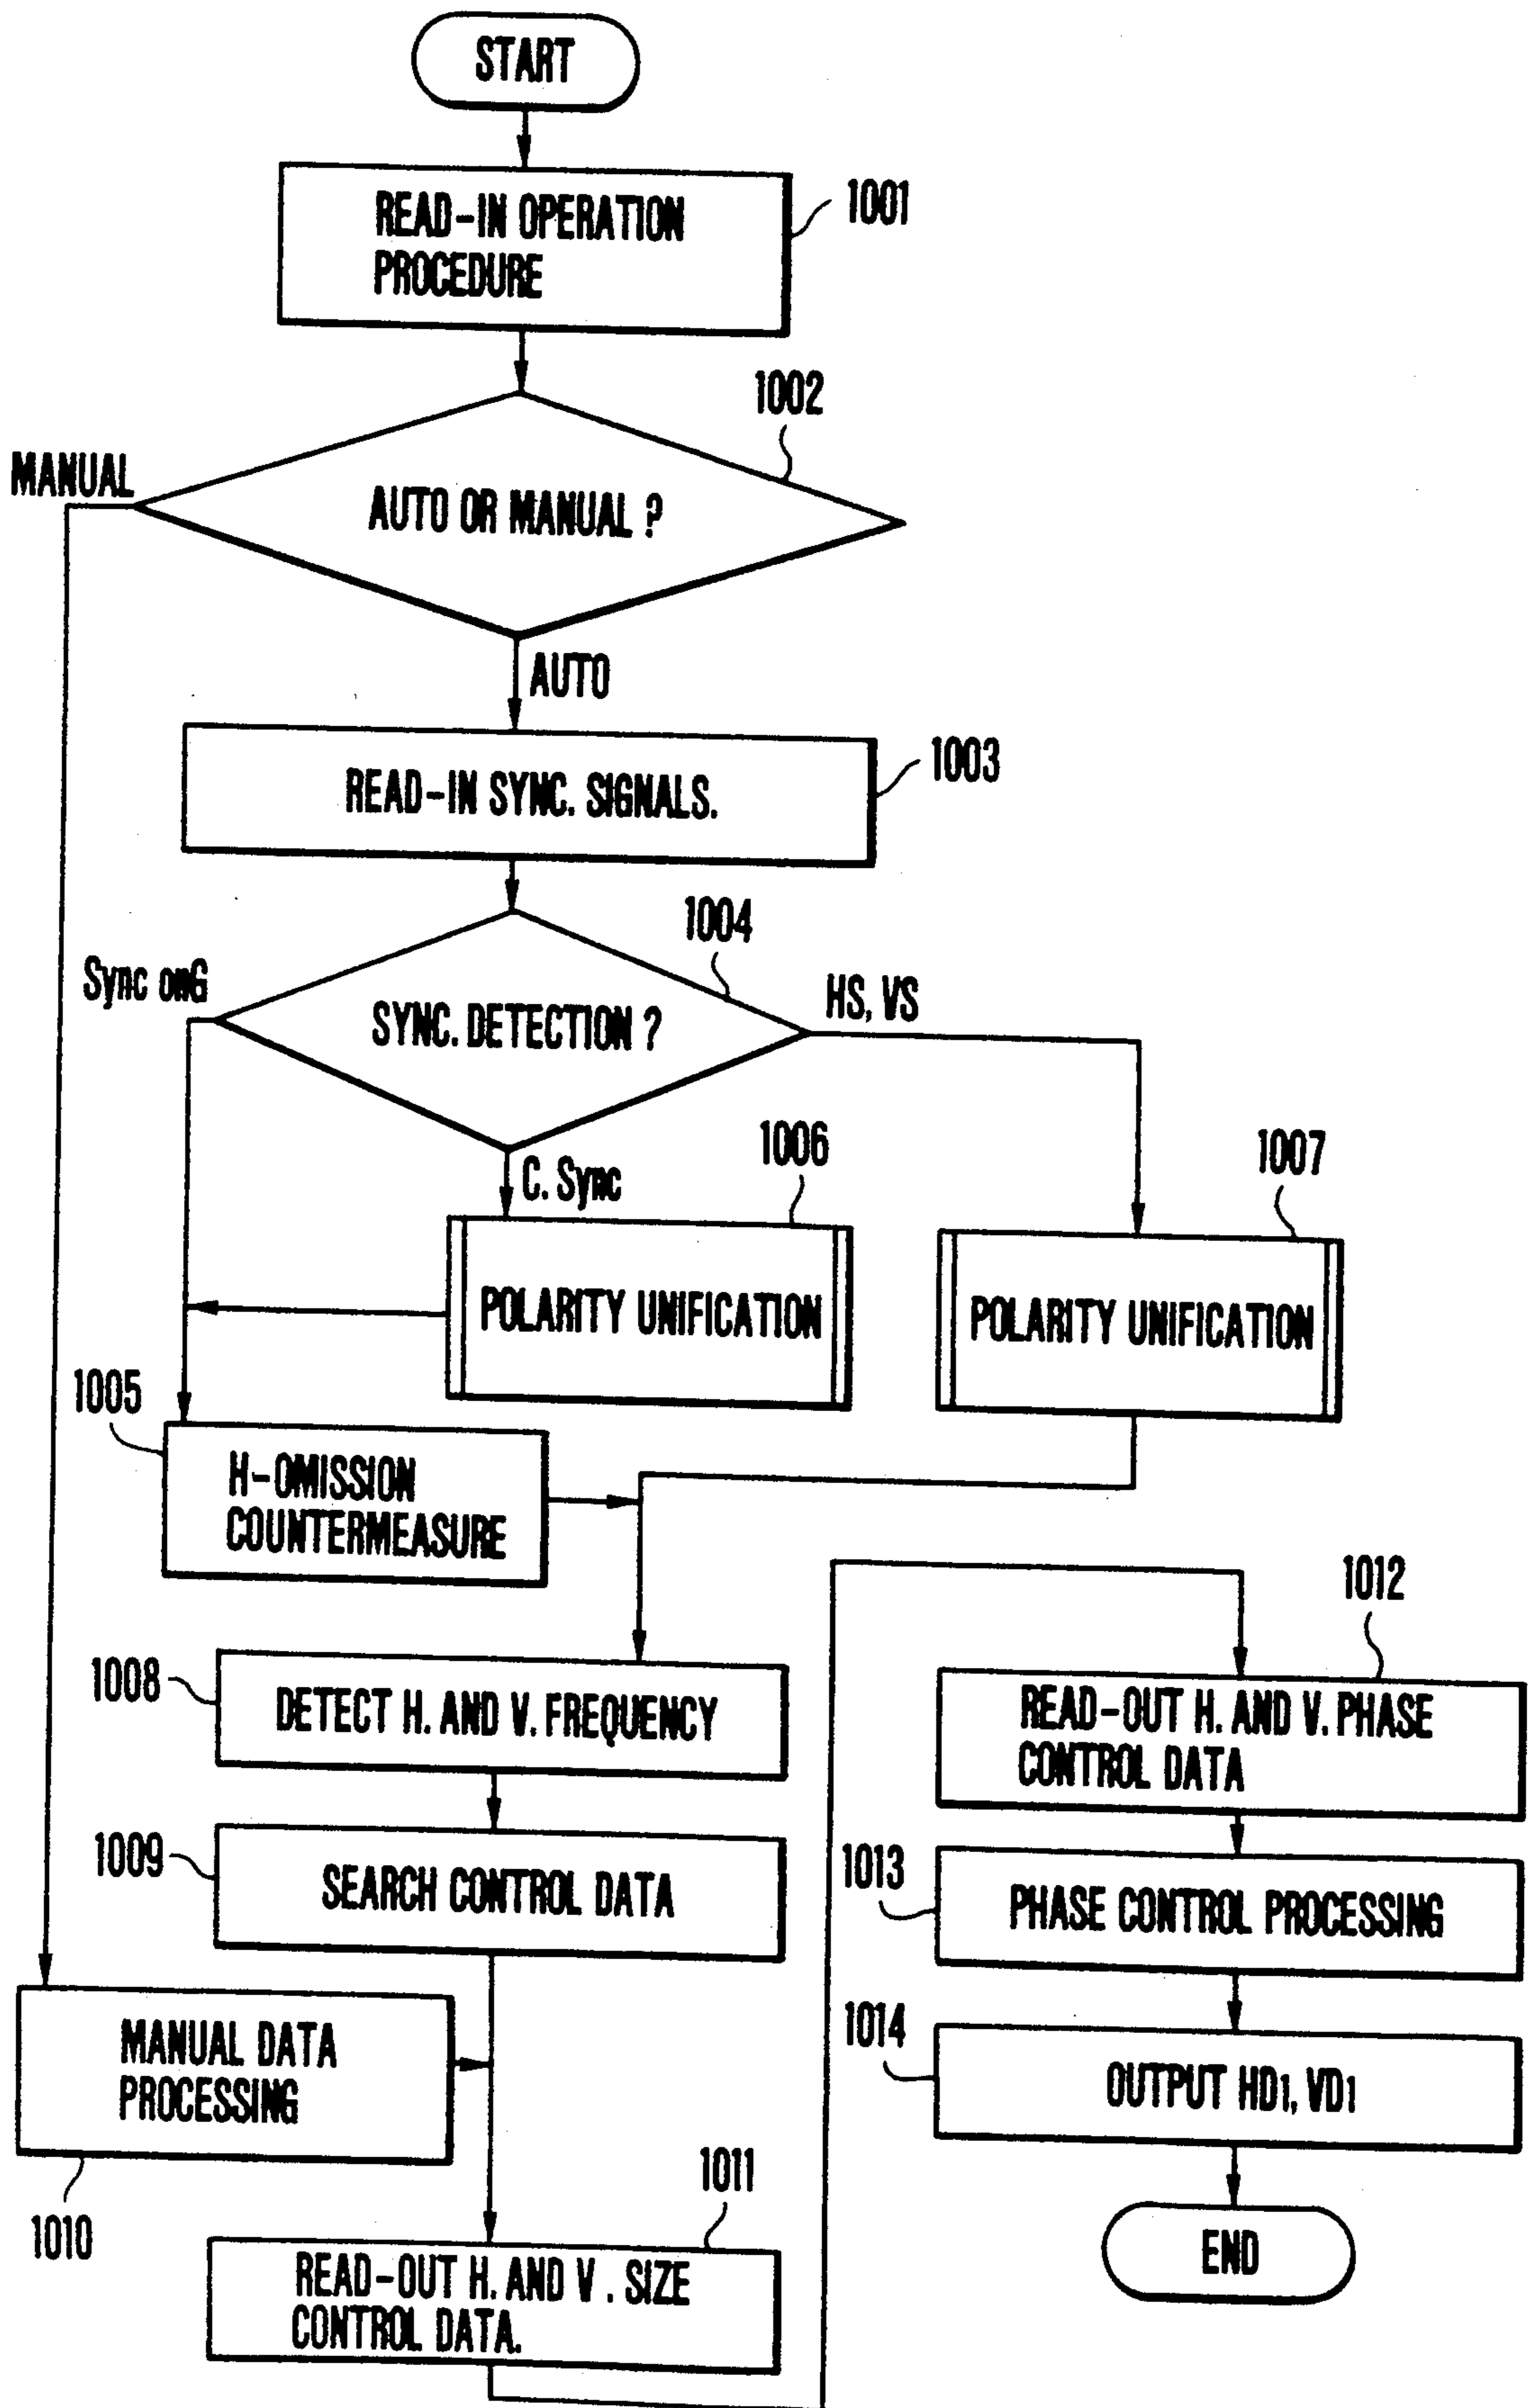 START
READ-IN OPERATION
PROCEDURE
1001
1002
MANUAL
AUTO OR MANUAL ?
AUTO
READ-IN SYNC. SIGNALS.
1003
1004
Sync onG
SYNC. DETECTION ?
HS, VS
C. Sync
1006
1007
POLARITY UNIFICATION
POLARITY UNIFICATION
1005
H-OMISSION
COUNTERMEASURE
1008
DETECT H. AND V. FREQUENCY
1009
SEARCH CONTROL DATA
MANUAL DATA
PROCESSING
1010
1011
READ-OUT H. AND V. SIZE
CONTROL DATA.
1012
READ-OUT H. AND V. PHASE
CONTROL DATA
1013
PHASE CONTROL PROCESSING
1014
OUTPUT HD1, VD1
END